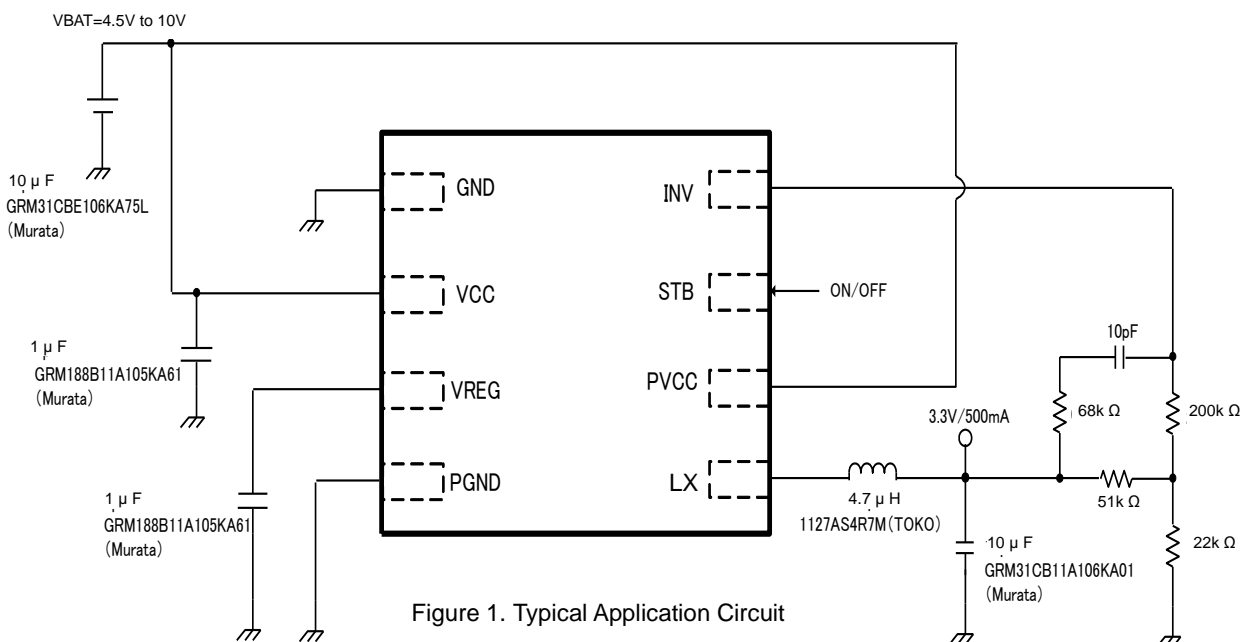 VBAT=4.5V to 10V
10 µ F
GRM31CBE106KA75L
(Murata)
GND
INV
VCC
STB
ON/OFF
1 µ F
GRM188B11A105KA61
(Murata)
10pF
VREG
PVCC
3.3V/500mA
68k Ω
200k Ω
PGND
LX
4.7 µ H
1127AS4R7M(TOKO)
51k Ω
1 µ F
GRM188B11A105KA61
(Murata)
10 µ F
GRM31CB11A106KA01
(Murata)
22k Ω
Figure 1. Typical Application Circuit